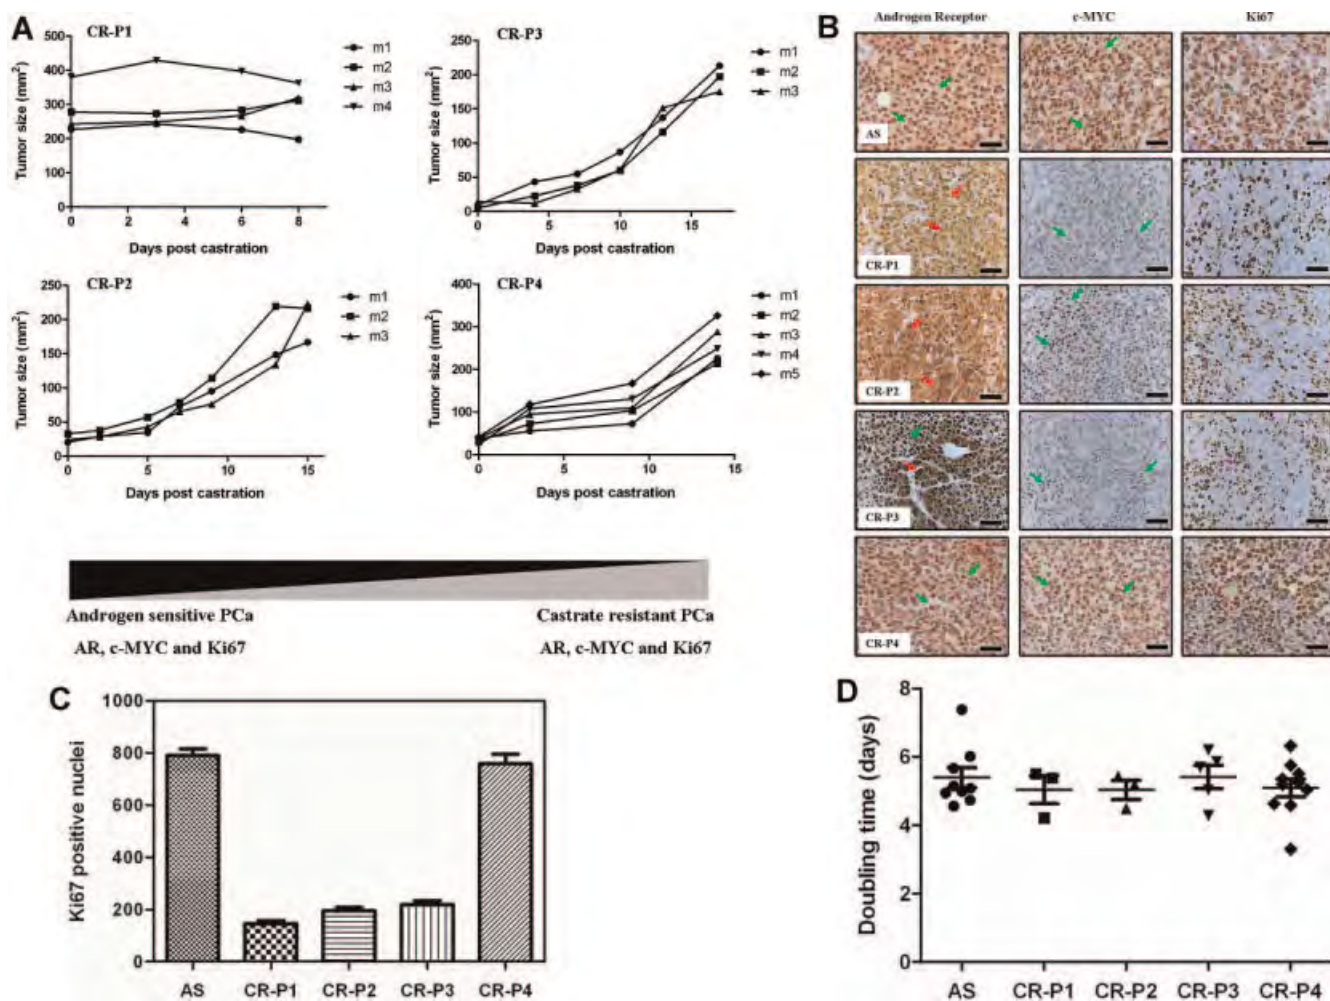 A
CR-P1
Tumor size (mm²)
500
400
300
200
100
0
0 2 4 6 8
Days post castration
m1
m2
m3
m4
CR-P3
Tumor size (mm²)
250
200
150
100
50
0
0 5 10 15
Days post castration
m1
m2
m3
CR-P2
Tumor size (mm²)
250
200
150
100
50
0
0 5 10 15
Days post castration
m1
m2
m3
CR-P4
Tumor size (mm²)
400
300
200
100
0
0 5 10 15
Days post castration
m1
m2
m3
m4
m5
Androgen sensitive PCa
AR, c-MYC and Ki67
Castrate resistant PCa
AR, c-MYC and Ki67
B
Androgen Receptor c-MYC Ki67
AS
CR-P1
CR-P2
CR-P3
CR-P4
C
Ki67 positive nuclei
1000
800
600
400
200
0
AS CR-P1 CR-P2 CR-P3 CR-P4
D
Doubling time (days)
8
6
4
2
0
AS CR-P1 CR-P2 CR-P3 CR-P4